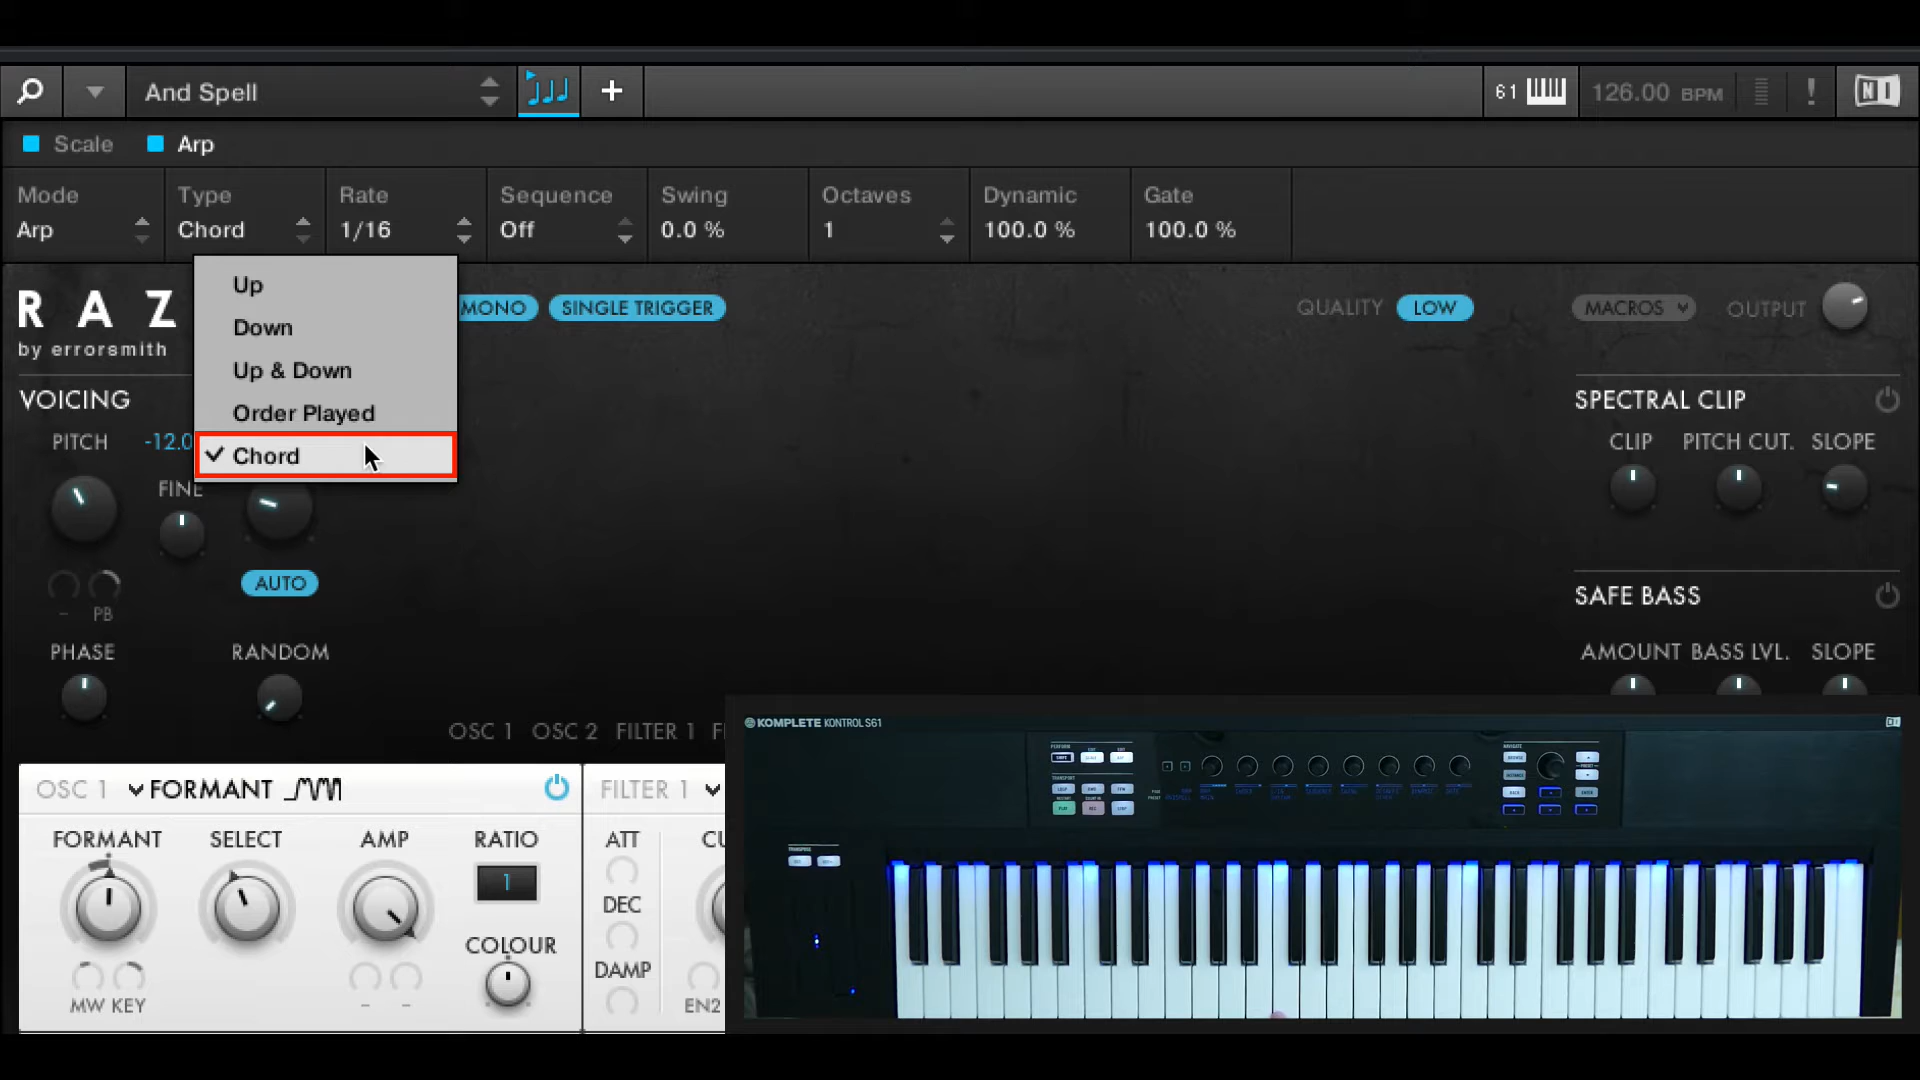 And Spell
61
126.00 BPM
!
NI
Scale
Arp
Mode
Type
Rate
Sequence
Swing
Octaves
Dynamic
Gate
Arp
Chord
1/16
Off
0.0 %
1
100.0 %
100.0 %
Up
Down
Up & Down
Order Played
Chord
RAZ
by errorsmith
MONO
SINGLE TRIGGER
QUALITY
LOW
MACROS
OUTPUT
VOICING
PITCH
-12.0
FINE
AUTO
PB
PHASE
RANDOM
SPECTRAL CLIP
CLIP
PITCH CUT.
SLOPE
SAFE BASS
AMOUNT
BASS LVL.
SLOPE
OSC 1
OSC 2
FILTER 1
OSC 1
FORMANT
FILTER 1
FORMANT
SELECT
AMP
RATIO
1
COLOUR
MW
KEY
ATT
DEC
DAMP
EN2
KOMPLETE KONTROL S61